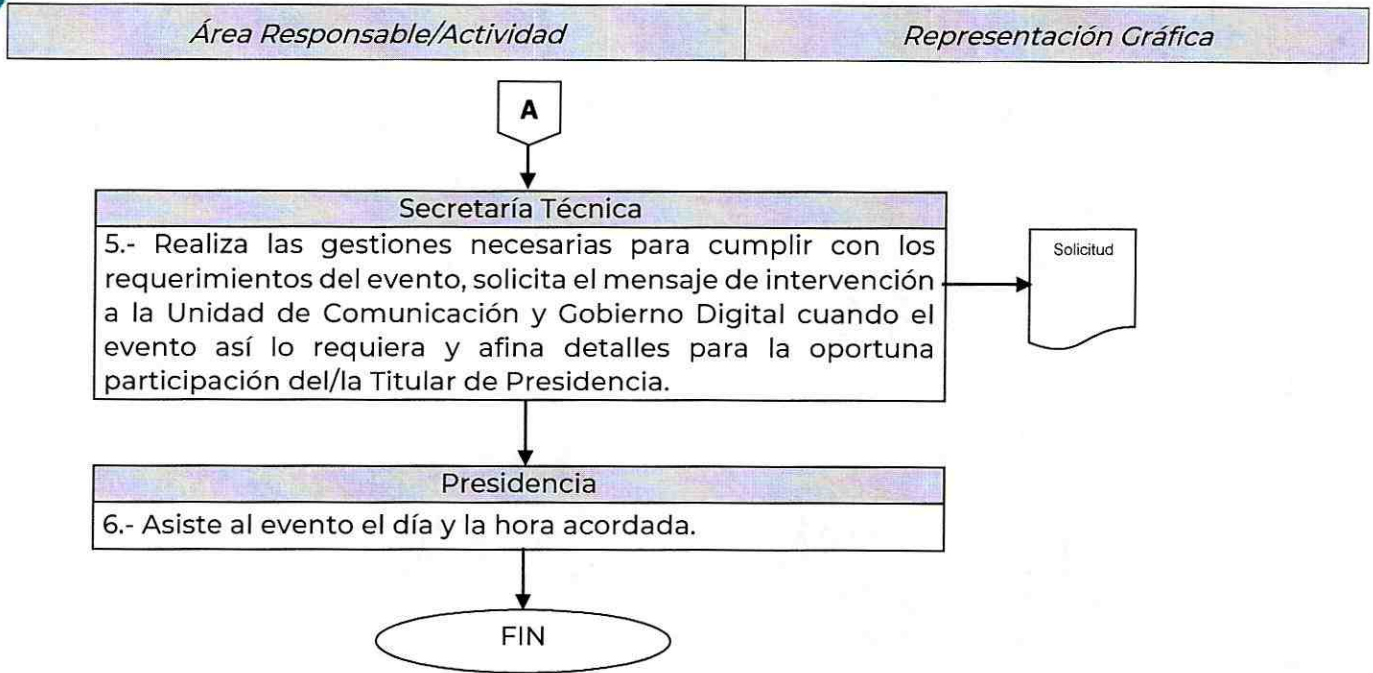 Área Responsable/Actividad
Representación Gráfica
A
Secretaría Técnica
5.- Realiza las gestiones necesarias para cumplir con los
requerimientos del evento, solicita el mensaje de intervención
a la Unidad de Comunicación y Gobierno Digital cuando el
evento así lo requiera y afina detalles para la oportuna
participación del/la Titular de Presidencia.
Solicitud
Presidencia
6.- Asiste al evento el día y la hora acordada.
FIN